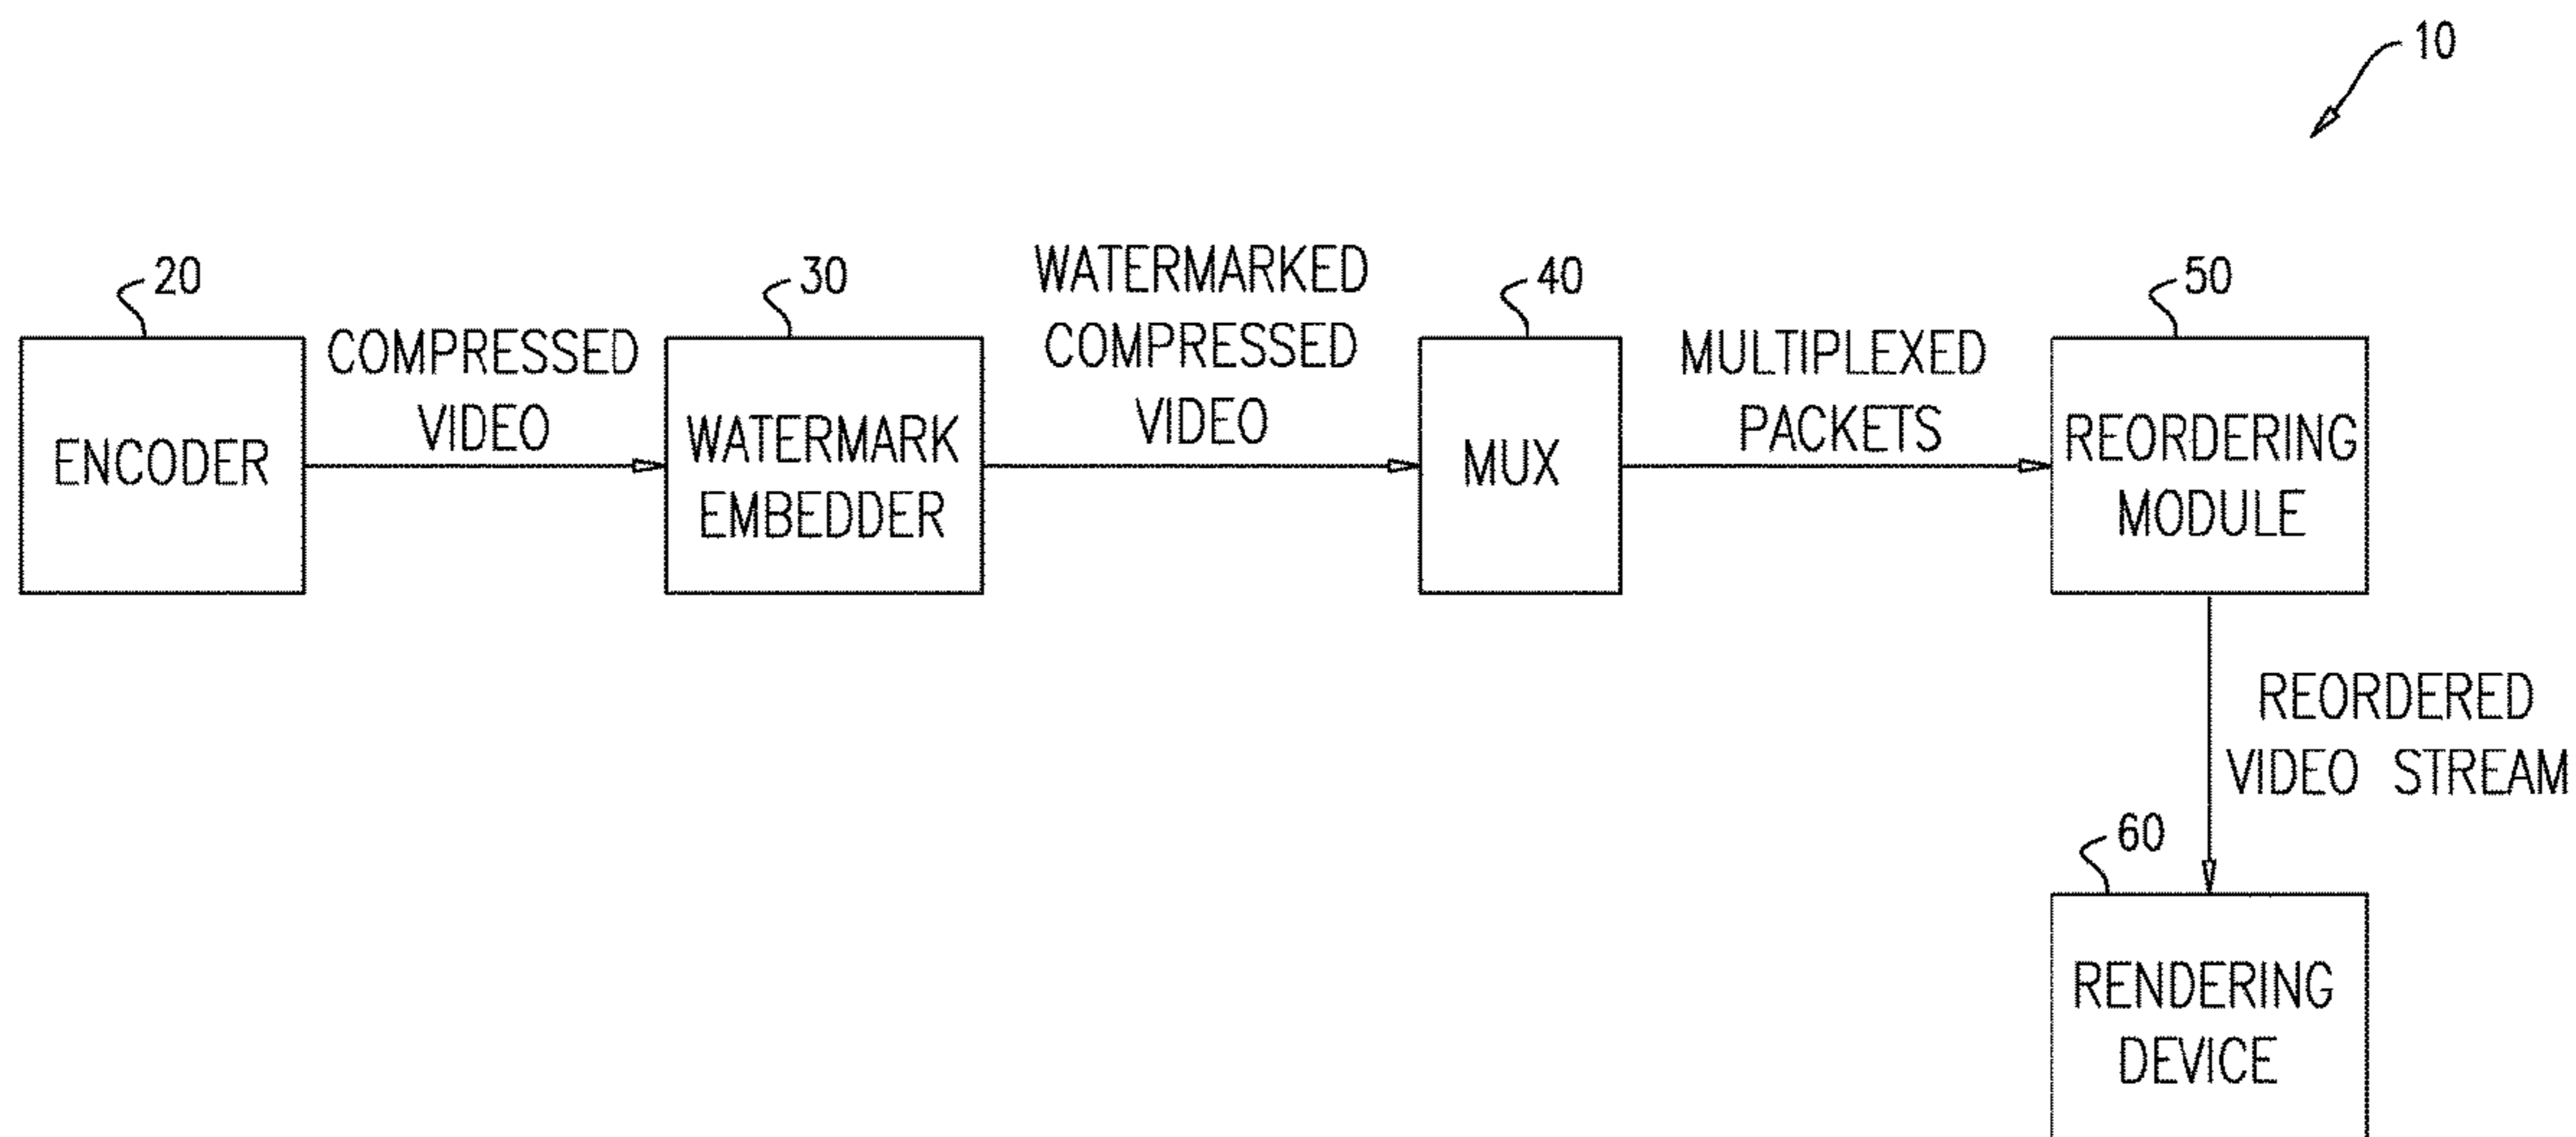 10
20
30
40
50
COMPRESSED
VIDEO
WATERMARKED
COMPRESSED
VIDEO
MULTIPLEXED
PACKETS
ENCODER
WATERMARK
EMBEDDER
MUX
REORDERING
MODULE
REORDERED
VIDEO STREAM
60
RENDERING
DEVICE